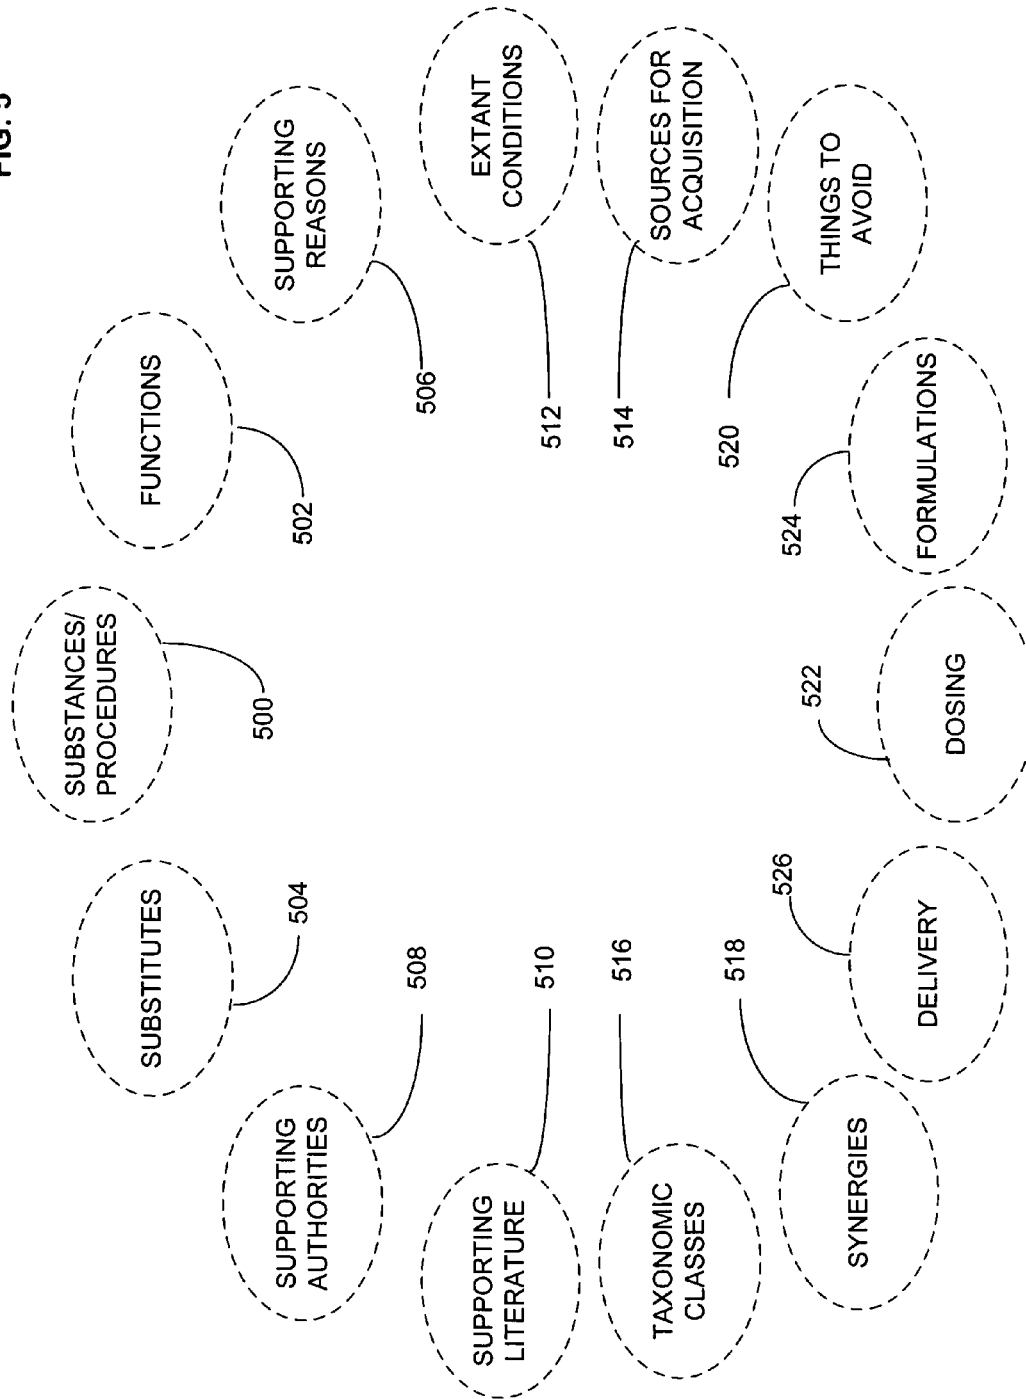 FIG. 5
SUBSTANCES/
PROCEDURES
500
FUNCTIONS
502
SUBSTITUTES
504
SUPPORTING
REASONS
506
SUPPORTING
AUTHORITIES
508
SUPPORTING
LITERATURE
510
EXTANT
CONDITIONS
512
SOURCES FOR
ACQUISITION
514
TAXONOMIC
CLASSES
516
SYNERGIES
518
THINGS TO
AVOID
520
DOSING
522
FORMULATIONS
524
DELIVERY
526